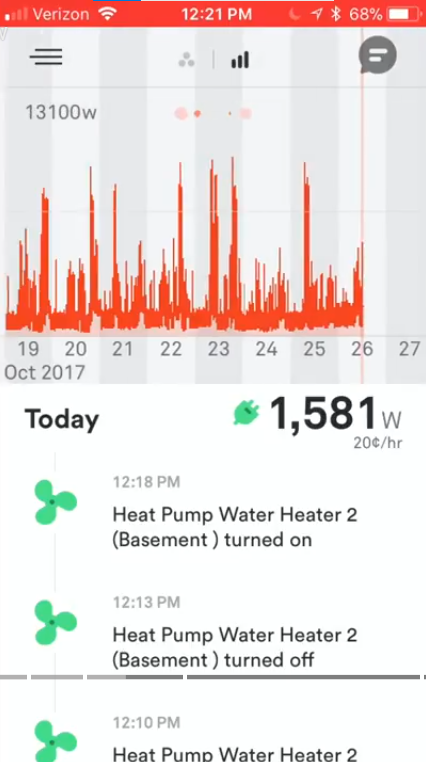 Verizon 12:21 PM 68%
13100w
19 20 21 22 23 24 25 26 27
Oct 2017
Today 1,581 W
20¢/hr
12:18 PM
Heat Pump Water Heater 2
(Basement ) turned on
12:13 PM
Heat Pump Water Heater 2
(Basement ) turned off
12:10 PM
Heat Pump Water Heater 2